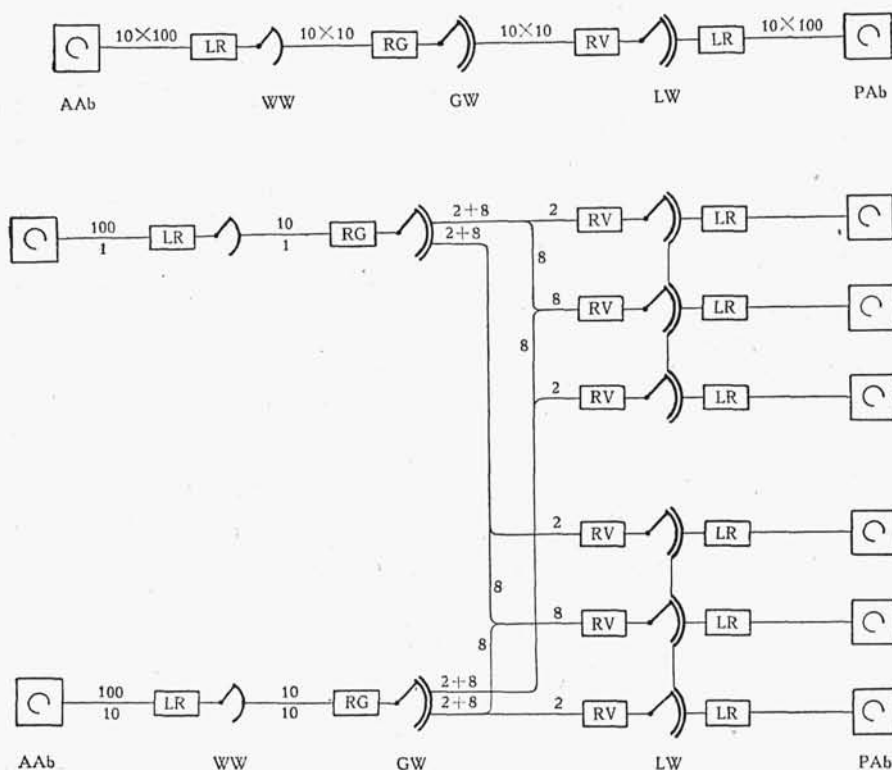 10×100 LR 10×10 RG 10×10 RV LR 10×100
AAb WW GW LW PAb
2+8 2 RV LR
100 10 2+8
LR RG
1 1
8
8 RV LR
8
2 RV LR
2 RV LR
8
8 RV LR
8
100 10 2+8
LR RG 2+8 2 RV LR
10 10
AAb WW GW LW PAb